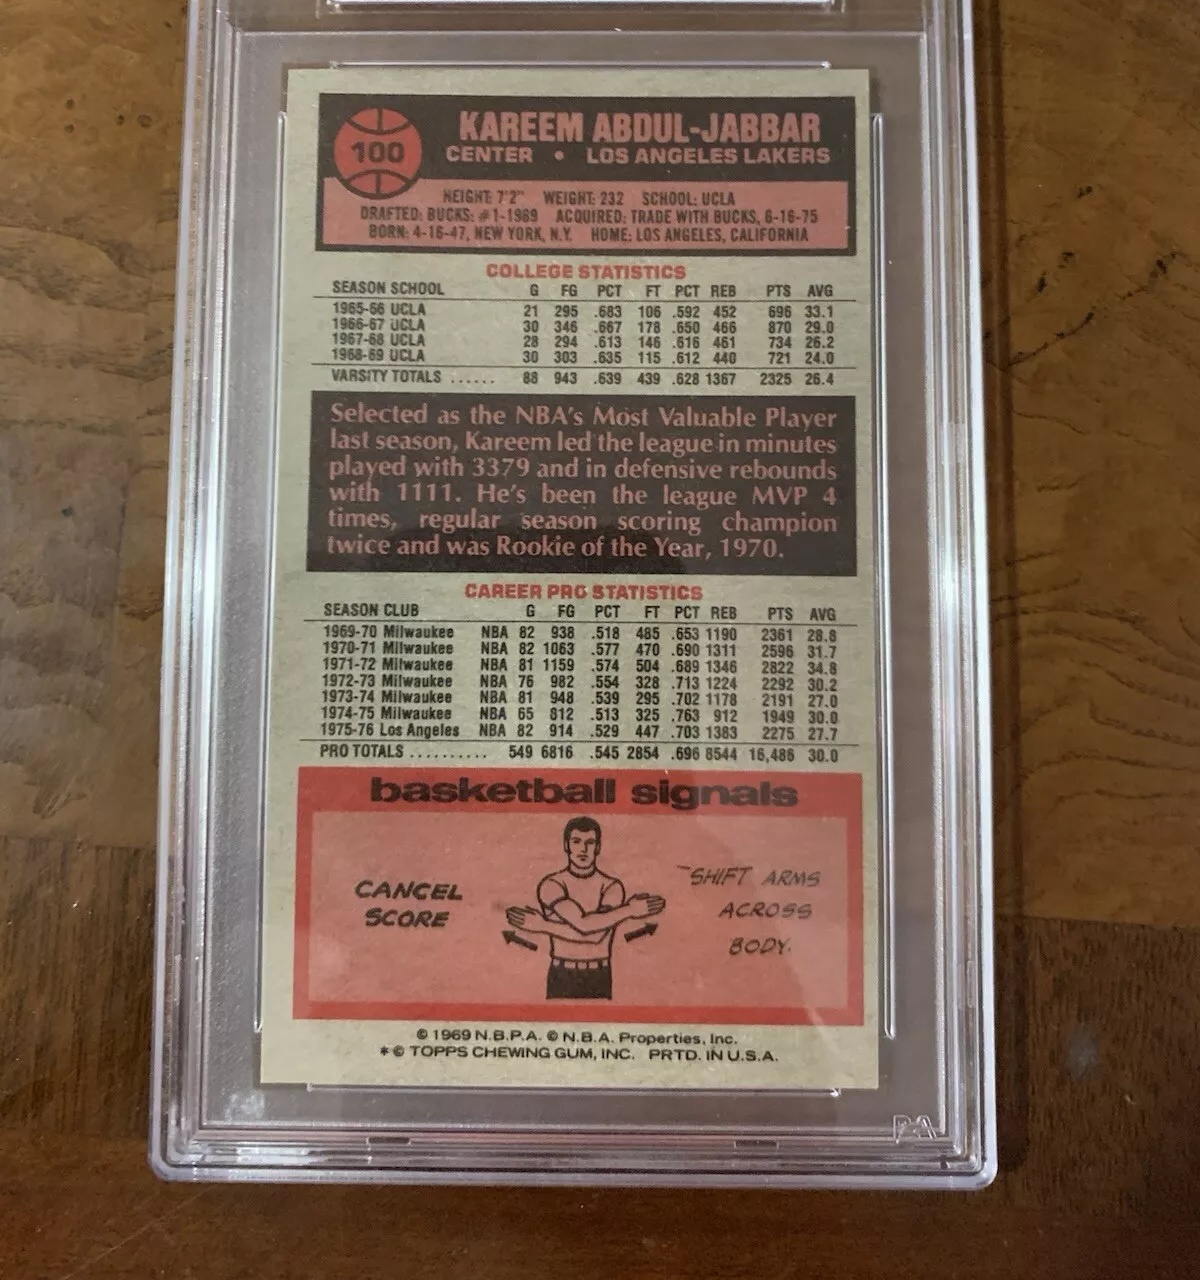 100
KAREEM ABDUL-JABBAR
CENTER • LOS ANGELES LAKERS
HEIGHT: 7'2" WEIGHT: 232 SCHOOL: UCLA
DRAFTED: BUCKS: #1-1969 ACQUIRED: TRADE WITH BUCKS, 6-16-75
BORN: 4-16-47, NEW YORK, N.Y. HOME: LOS ANGELES, CALIFORNIA
COLLEGE STATISTICS
SEASON SCHOOL G FG PCT FT PCT REB PTS AVG
1965-66 UCLA 21 295 .683 106 .592 452 696 33.1
1966-67 UCLA 30 346 .667 178 .650 466 870 29.0
1967-68 UCLA 28 294 .613 146 .616 461 734 26.2
1968-69 UCLA 30 303 .635 115 .612 440 721 24.0
VARSITY TOTALS ...... 88 943 .639 439 .628 1367 2325 26.4
Selected as the NBA's Most Valuable Player
last season, Kareem led the league in minutes
played with 3379 and in defensive rebounds
with 1111. He's been the league MVP 4
times, regular season scoring champion
twice and was Rookie of the Year, 1970.
CAREER PRO STATISTICS
SEASON CLUB G FG PCT FT PCT REB PTS AVG
1969-70 Milwaukee NBA 82 938 .518 485 .653 1190 2361 28.8
1970-71 Milwaukee NBA 82 1063 .577 470 .690 1311 2596 31.7
1971-72 Milwaukee NBA 81 1159 .574 504 .689 1346 2822 34.8
1972-73 Milwaukee NBA 76 982 .554 328 .713 1224 2292 30.2
1973-74 Milwaukee NBA 81 948 .539 295 .702 1178 2191 27.0
1974-75 Milwaukee NBA 65 812 .513 325 .763 912 1949 30.0
1975-76 Los Angeles NBA 82 914 .529 447 .703 1383 2275 27.7
PRO TOTALS .......... 549 6816 .545 2854 .696 8544 16,486 30.0
basketball signals
CANCEL
SCORE
SHIFT ARMS
ACROSS
BODY.
© 1969 N.B.P.A. © N.B.A. Properties, Inc.
*© TOPPS CHEWING GUM, INC. PRTD. IN U.S.A.